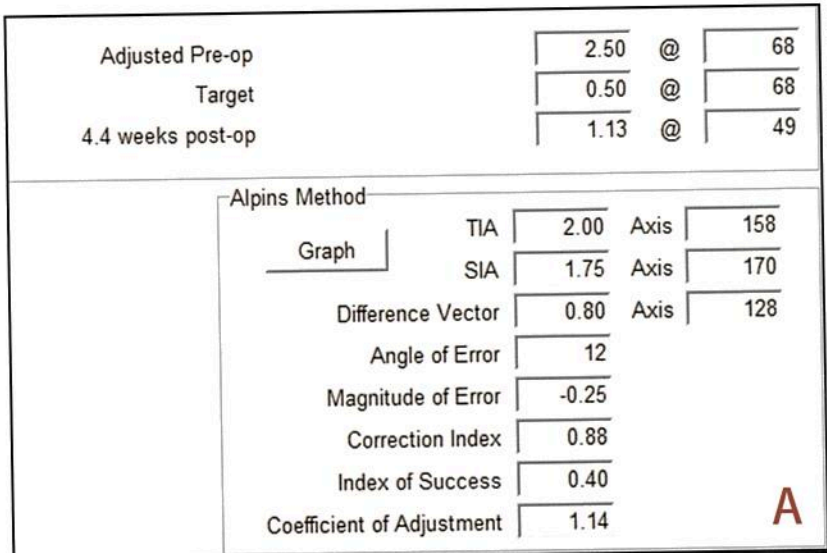 Adjusted Pre-op 2.50 @ 68
Target 0.50 @ 68
4.4 weeks post-op 1.13 @ 49
Alpins Method
Graph
TIA 2.00 Axis 158
SIA 1.75 Axis 170
Difference Vector 0.80 Axis 128
Angle of Error 12
Magnitude of Error -0.25
Correction Index 0.88
Index of Success 0.40
Coefficient of Adjustment 1.14
A